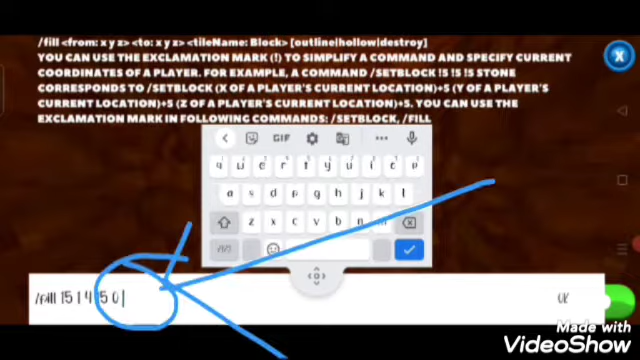 /fill <from: x y z> <to: x y z> <tileName: Block> [outline|hollow|destroy]
YOU CAN USE THE EXCLAMATION MARK (!) TO SIMPLIFY A COMMAND AND SPECIFY CURRENT
COORDINATES OF A PLAYER. FOR EXAMPLE, A COMMAND /SETBLOCK !5 !5 !5 STONE
CORRESPONDS TO /SETBLOCK (X OF A PLAYER'S CURRENT LOCATION)+5 (Y OF A PLAYER'S
CURRENT LOCATION)+5 (Z OF A PLAYER'S CURRENT LOCATION)+5. YOU CAN USE THE
EXCLAMATION MARK IN FOLLOWING COMMANDS: /SETBLOCK, /FILL
X
GIF
q w e r t y u i o p
a s d f g h j k l
z x c v b n m
/fill 15 1 4 15 0
OK
Made with
VideoShow